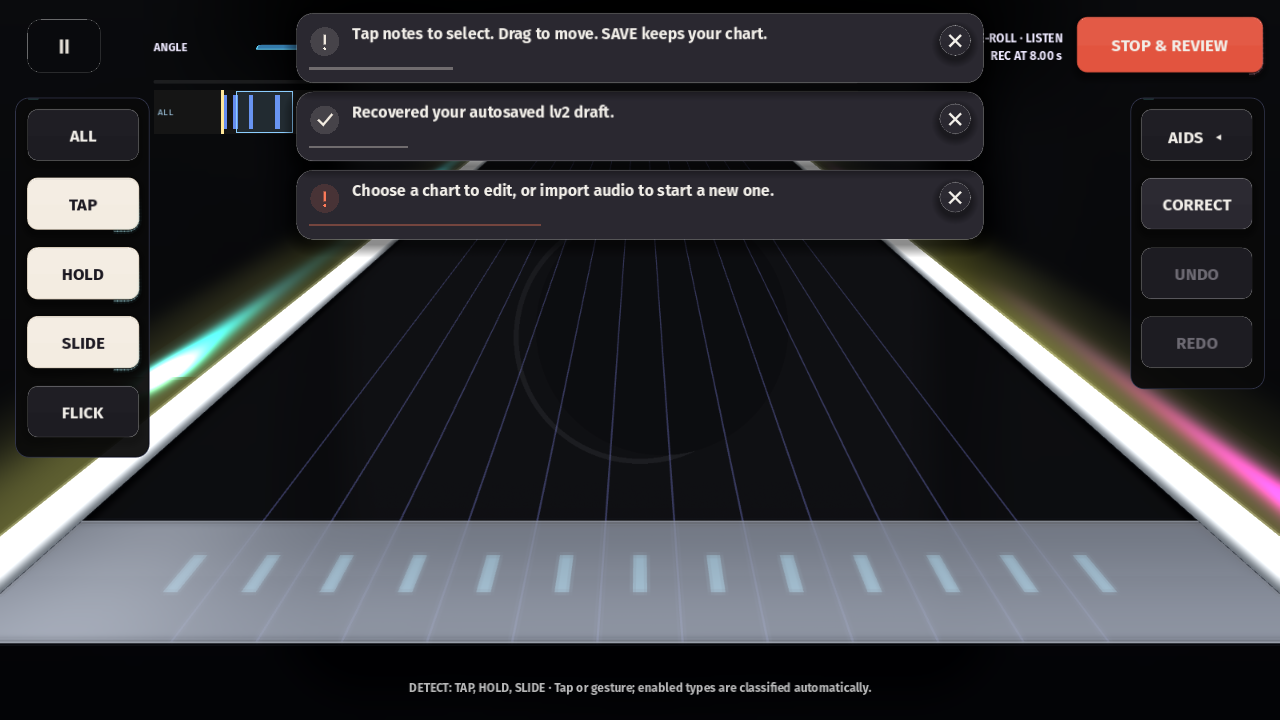 ANGLE
Tap notes to select. Drag to move. SAVE keeps your chart.
-ROLL · LISTEN
REC AT 8.00 s
STOP & REVIEW
ALL
Recovered your autosaved lv2 draft.
Choose a chart to edit, or import audio to start a new one.
ALL
TAP
HOLD
SLIDE
FLICK
AIDS
CORRECT
UNDO
REDO
DETECT: TAP, HOLD, SLIDE · Tap or gesture; enabled types are classified automatically.